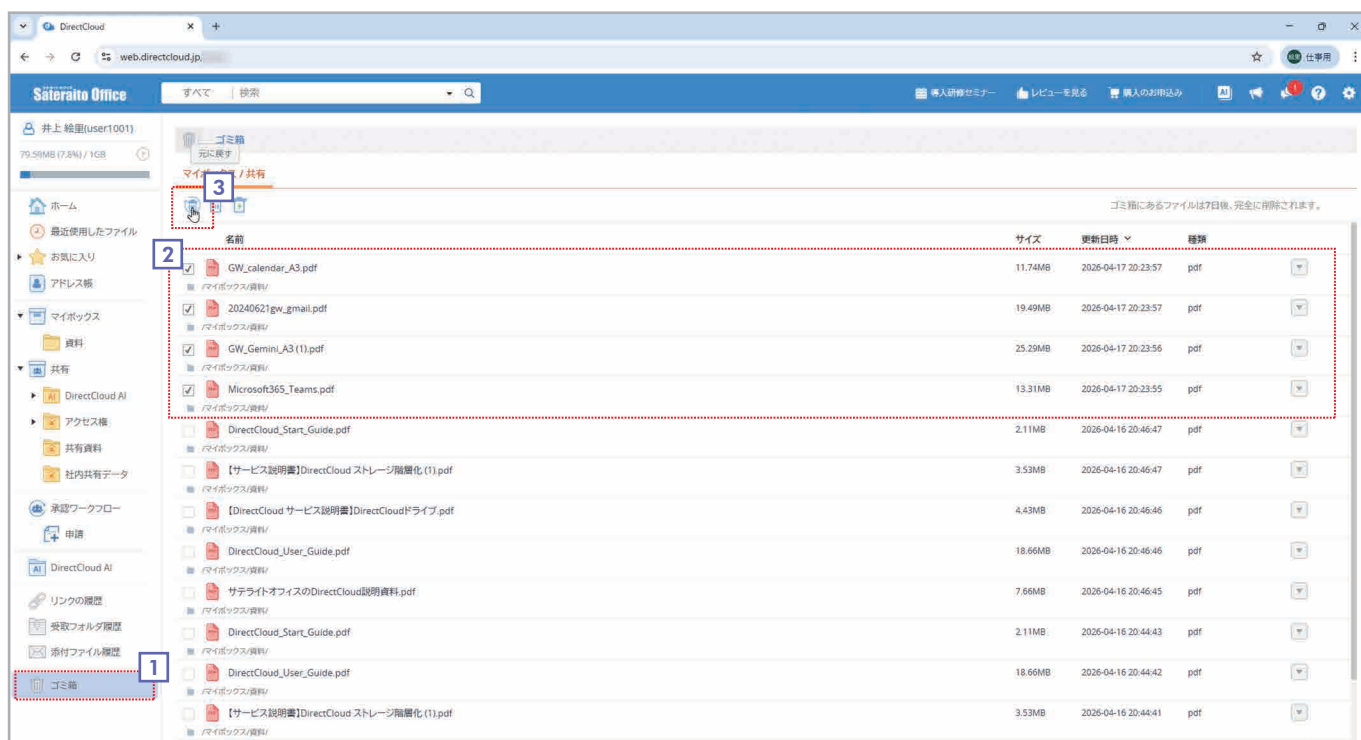 DirectCloud
web.directcloud.jp
仕事用
Sateraito Office
すべて 検索
導入研修セミナー レビューを見る 購入のお申込み AI 1
井上 絵里(user1001)
79.59MB (7.8%) / 1GB
ゴミ箱
元に戻す
マイボックス / 共有
3
ホーム
最近使用したファイル
お気に入り
アドレス帳
マイボックス
資料
共有
DirectCloud AI
アクセス権
共有資料
社内共有データ
承認ワークフロー
申請
DirectCloud AI
リンクの履歴
受取フォルダ履歴
添付ファイル履歴
1
ゴミ箱
ゴミ箱にあるファイルは7日後、完全に削除されます。
名前 サイズ 更新日時 種類
2
GW_calendar_A3.pdf 11.74MB 2026-04-17 20:23:57 pdf
/マイボックス/資料/
20240621gw_gmail.pdf 19.49MB 2026-04-17 20:23:57 pdf
/マイボックス/資料/
GW_Gemini_A3 (1).pdf 25.29MB 2026-04-17 20:23:56 pdf
/マイボックス/資料/
Microsoft365_Teams.pdf 13.31MB 2026-04-17 20:23:55 pdf
/マイボックス/資料/
DirectCloud_Start_Guide.pdf 2.11MB 2026-04-16 20:46:47 pdf
/マイボックス/資料/
【サービス説明書】DirectCloud ストレージ階層化 (1).pdf 3.53MB 2026-04-16 20:46:47 pdf
/マイボックス/資料/
【DirectCloud サービス説明書】DirectCloudドライブ.pdf 4.43MB 2026-04-16 20:46:46 pdf
/マイボックス/資料/
DirectCloud_User_Guide.pdf 18.66MB 2026-04-16 20:46:46 pdf
/マイボックス/資料/
サテライトオフィスのDirectCloud説明資料.pdf 7.66MB 2026-04-16 20:46:45 pdf
/マイボックス/資料/
DirectCloud_Start_Guide.pdf 2.11MB 2026-04-16 20:44:43 pdf
/マイボックス/資料/
DirectCloud_User_Guide.pdf 18.66MB 2026-04-16 20:44:42 pdf
/マイボックス/資料/
【サービス説明書】DirectCloud ストレージ階層化 (1).pdf 3.53MB 2026-04-16 20:44:41 pdf
/マイボックス/資料/